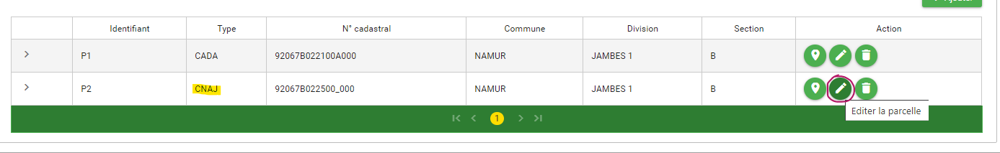 Ajouter
Identifiant Type N° cadastral Commune Division Section Action
P1 CADA 92067B022100A000 NAMUR JAMBES 1 B
P2 CNAJ 92067B022500_000 NAMUR JAMBES 1 B
Editer la parcelle
1